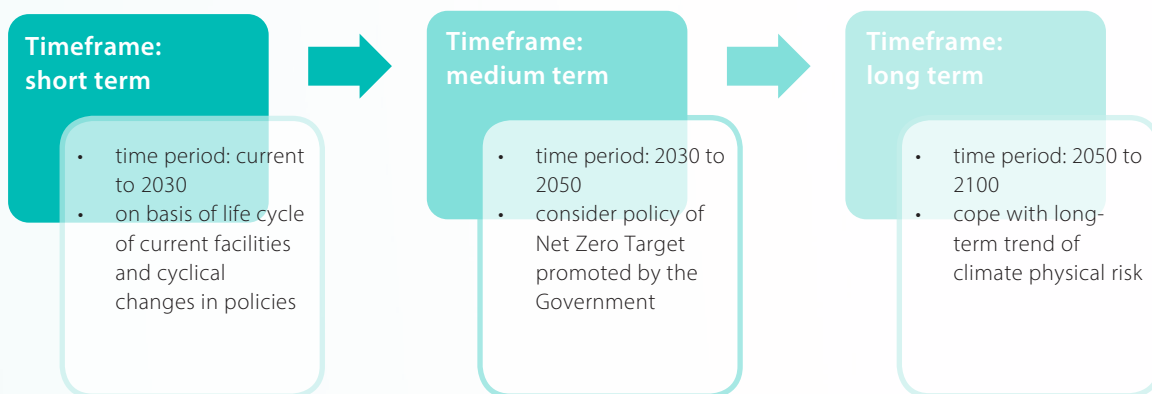 Timeframe:
short term
• time period: current
to 2030
• on basis of life cycle
of current facilities
and cyclical
changes in policies
Timeframe:
medium term
• time period: 2030 to
2050
• consider policy of
Net Zero Target
promoted by the
Government
Timeframe:
long term
• time period: 2050 to
2100
• cope with long-
term trend of
climate physical risk